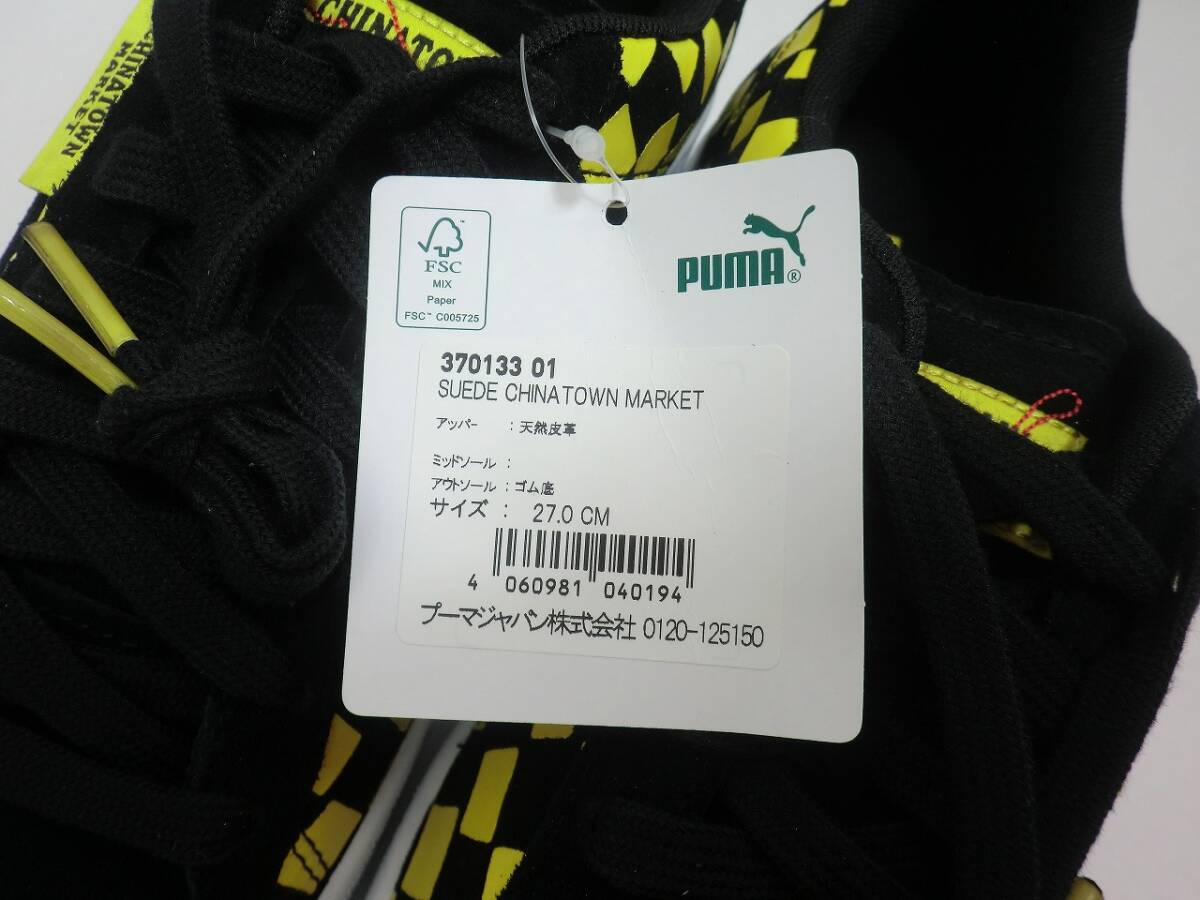 CHINATOWN
MARKET
CHINATO
FSC™
MIX
Paper
FSC™ C005725
PUMA®
370133 01
SUEDE CHINATOWN MARKET
アッパー : 天然皮革
ミッドソール :
アウトソール : ゴム底
サイズ : 27.0 CM
4 060981 040194
プーマジャパン株式会社 0120-125150